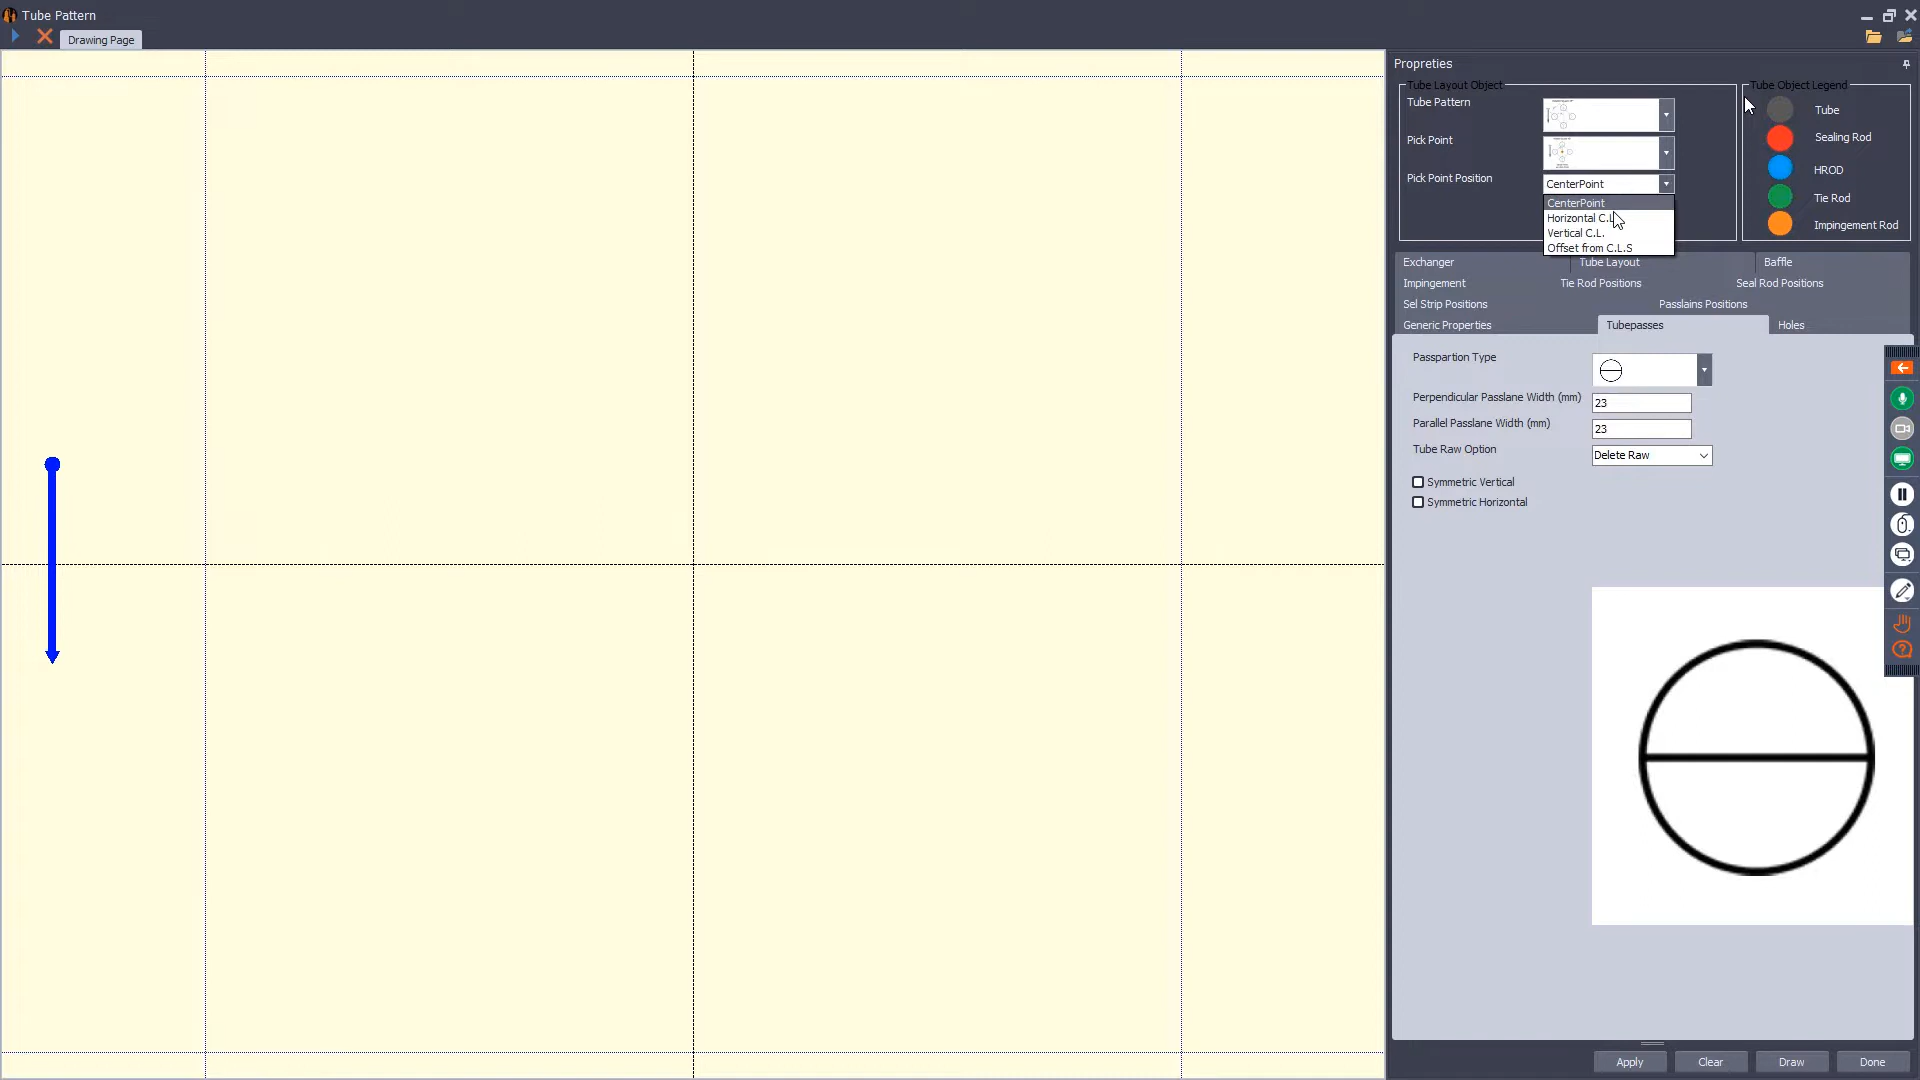 Tube Pattern
Drawing Page
Propreties
Tube Layout Object
Tube Object Legend
Tube Pattern
Tube
Sealing Rod
Pick Point
HROD
Pick Point Position
CenterPoint
Tie Rod
CenterPoint
Horizontal C.L
Impingement Rod
Vertical C.L.
Offset from C.L.S
Exchanger
Tube Layout
Baffle
Impingement
Tie Rod Positions
Seal Rod Positions
Sel Strip Positions
Passlains Positions
Generic Properties
Tubepasses
Holes
Passpartion Type
Perpendicular Passlane Width (mm)
23
Parallel Passlane Width (mm)
23
Tube Raw Option
Delete Raw
Symmetric Vertical
Symmetric Horizontal
Apply
Clear
Draw
Done